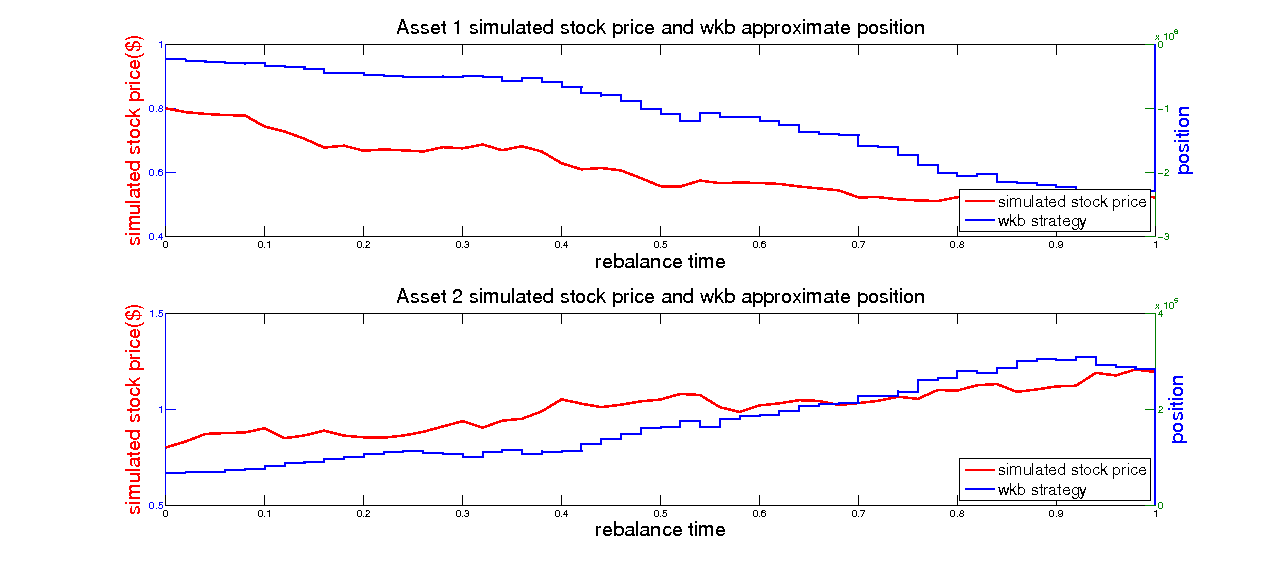 Asset 1 simulated stock price and wkb approximate position
simulated stock price($)
1
0.8
0.6
0.4
0
-1
-2
-3
position
simulated stock price
wkb strategy
0 0.1 0.2 0.3 0.4 0.5 0.6 0.7 0.8 0.9 1
rebalance time
Asset 2 simulated stock price and wkb approximate position
simulated stock price($)
1.5
1
0.5
4
2
0
position
simulated stock price
wkb strategy
0 0.1 0.2 0.3 0.4 0.5 0.6 0.7 0.8 0.9 1
rebalance time